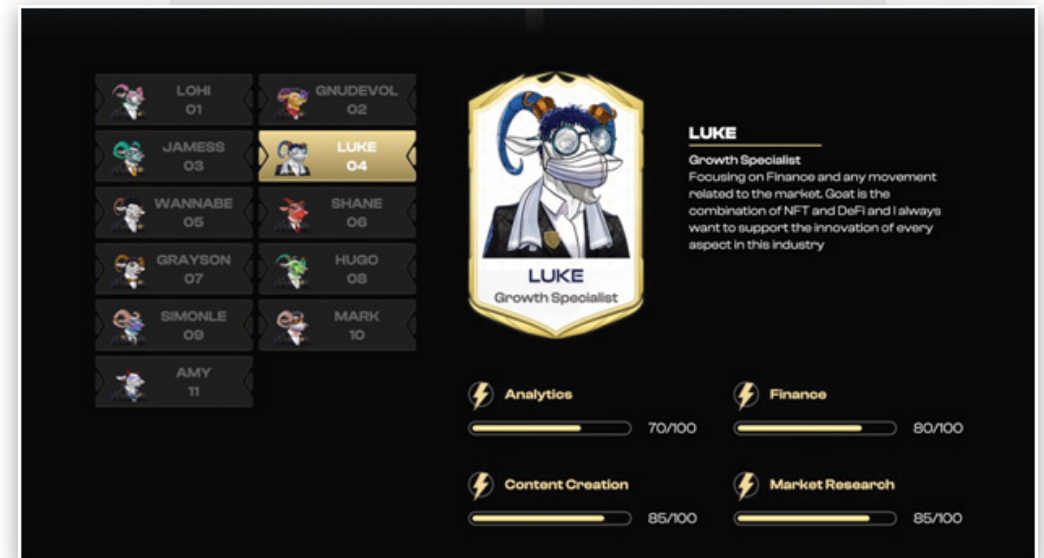 LOHI
01
GNUDEVOL
02
JAMESS
03
LUKE
04
WANNABE
05
SHANE
06
GRAYSON
07
HUGO
08
SIMONLE
09
MARK
10
AMY
11
LUKE
Growth Specialist
LUKE
Growth Specialist
Focusing on Finance and any movement
related to the market. Goat is the
combination of NFT and DeFi and I always
want to support the innovation of every
aspect in this industry
Analytics
70/100
Finance
80/100
Content Creation
85/100
Market Research
85/100